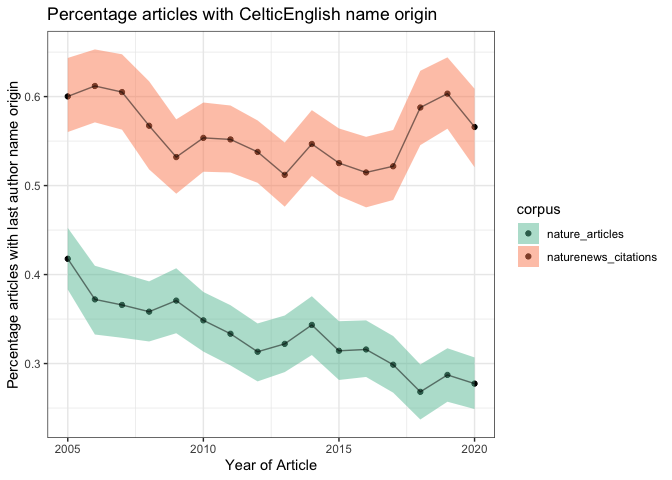 Percentage articles with CelticEnglish name origin
Percentage articles with last author name origin
0.6
0.5
0.4
0.3
2005
2010
2015
2020
Year of Article
corpus
nature_articles
naturenews_citations